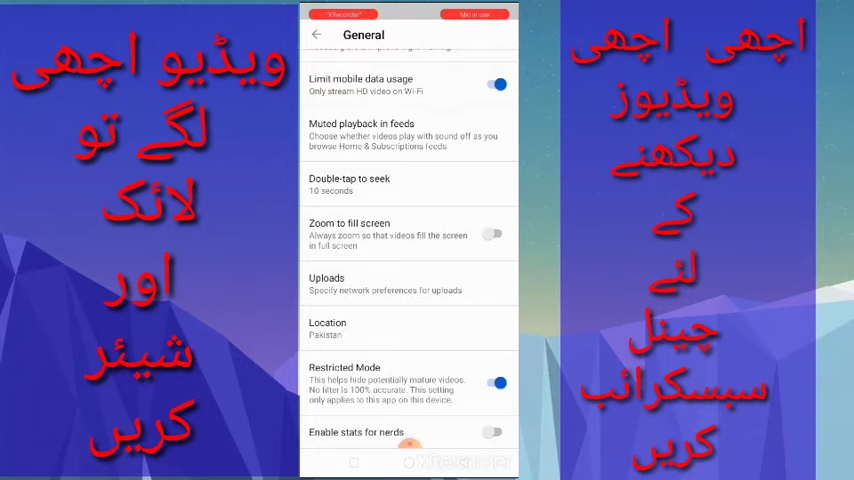 "XRecorder"
Mic in use
General
Limit mobile data usage
Only stream HD video on Wi-Fi
Muted playback in feeds
Choose whether videos play with sound off as you
browse Home & Subscriptions feeds
Double-tap to seek
10 seconds
Zoom to fill screen
Always zoom so that videos fill the screen
in full screen
Uploads
Specify network preferences for uploads
Location
Pakistan
Restricted Mode
This helps hide potentially mature videos.
No filter is 100% accurate. This setting
only applies to this app on this device.
Enable stats for nerds
XRecorder
ویڈیو اچھی
لگے تو
لائک
اور
شیئر
کریں
اچھی اچھی
ویڈیوز
دیکھنے
کے
لئے
چینل
سبسکرائب
کریں